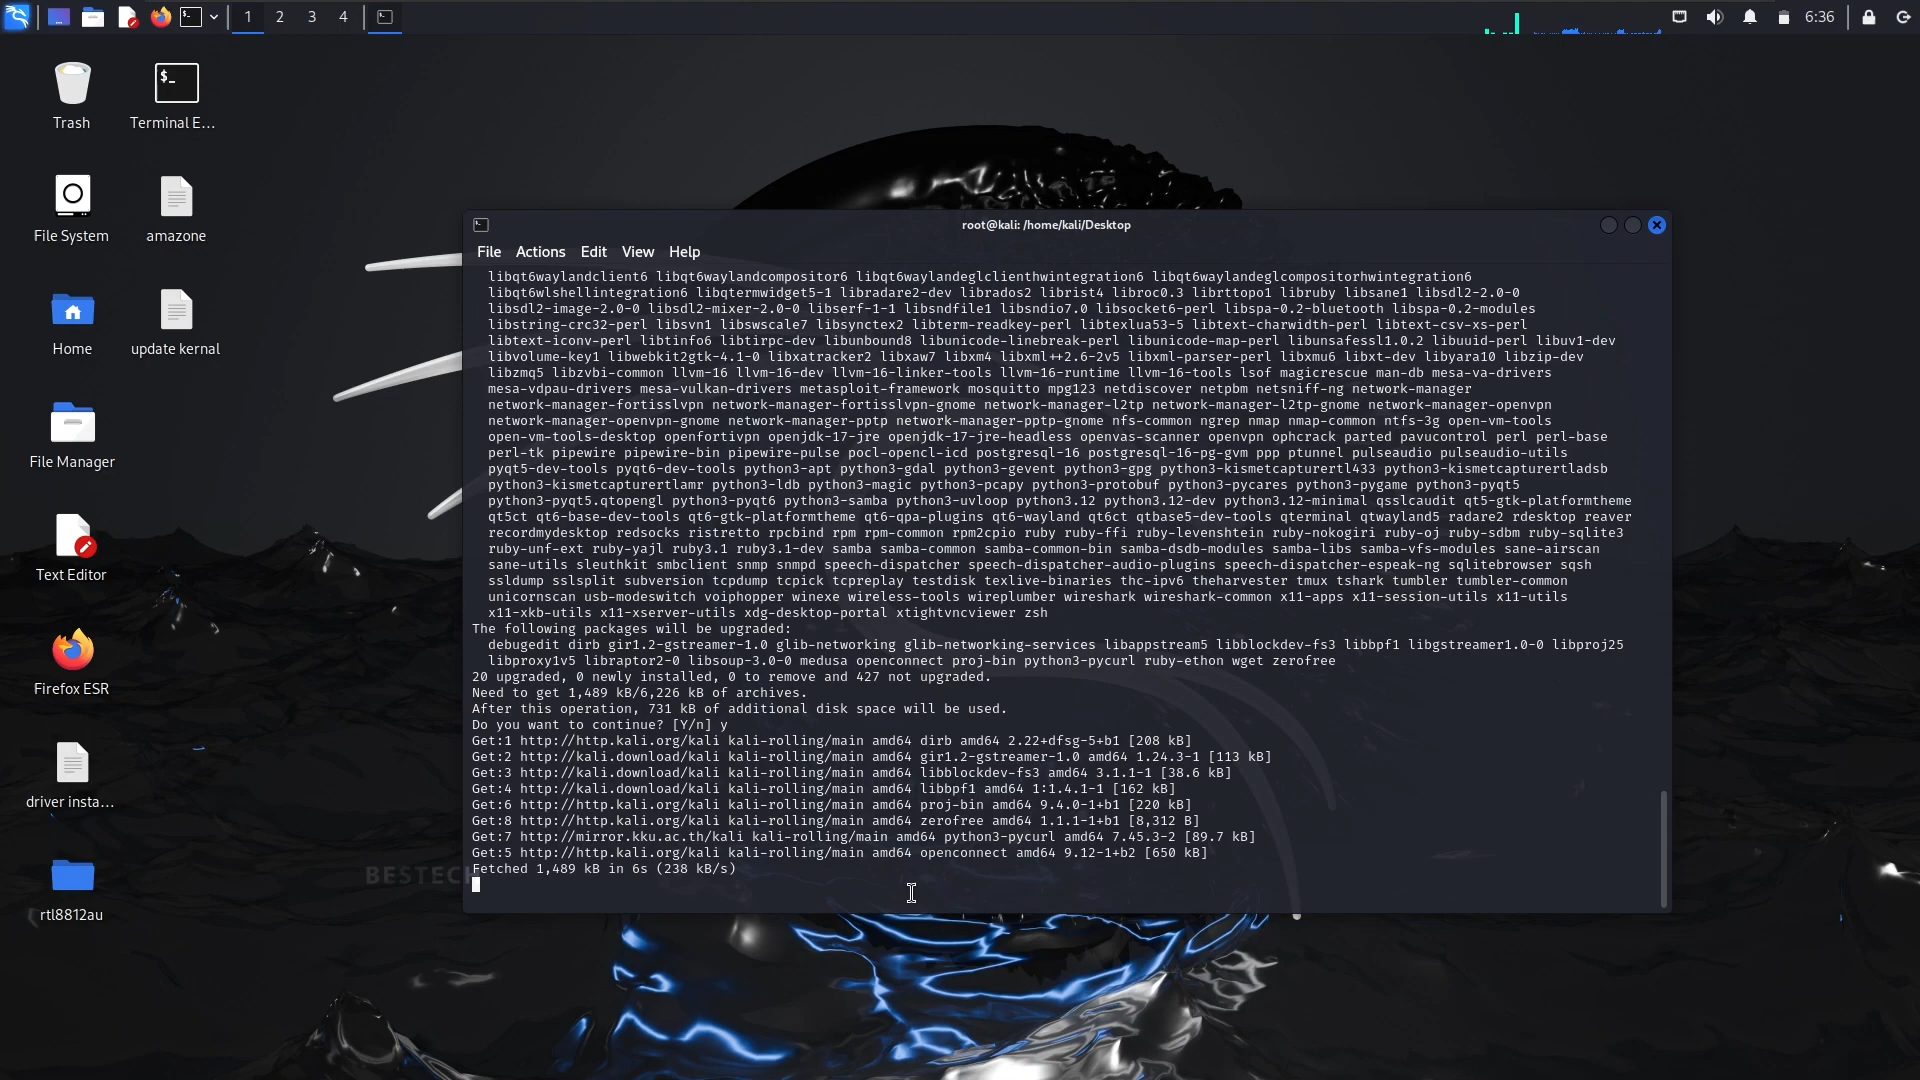 1 2 3 4
6:36
Trash
Terminal E...
File System
amazone
Home
update kernal
File Manager
Text Editor
Firefox ESR
driver insta...
rtl8812au
BESTECH
root@kali: /home/kali/Desktop
File Actions Edit View Help
libqt6waylandclient6 libqt6waylandcompositor6 libqt6waylandeglclienthwintegration6 libqt6waylandeglcompositorhwintegration6
libqt6wlshellintegration6 libqtermwidget5-1 libradare2-dev librados2 librist4 libroc0.3 librttopo1 libruby libsane1 libsdl2-2.0-0
libsdl2-image-2.0-0 libsdl2-mixer-2.0-0 libserf-1-1 libsndfile1 libsndio7.0 libsocket6-perl libspa-0.2-bluetooth libspa-0.2-modules
libstring-crc32-perl libsvn1 libswscale7 libsynctex2 libterm-readkey-perl libtexlua53-5 libtext-charwidth-perl libtext-csv-xs-perl
libtext-iconv-perl libtinfo6 libtirpc-dev libunbound8 libunicode-linebreak-perl libunicode-map-perl libunsafessl1.0.2 libuuid-perl libuv1-dev
libvolume-key1 libwebkit2gtk-4.1-0 libxatracker2 libxaw7 libxm4 libxml++2.6-2v5 libxml-parser-perl libxmu6 libxt-dev libyara10 libzip-dev
libzmq5 libzvbi-common llvm-16 llvm-16-dev llvm-16-linker-tools llvm-16-runtime llvm-16-tools lsof magicrescue man-db mesa-va-drivers
mesa-vdpau-drivers mesa-vulkan-drivers metasploit-framework mosquitto mpg123 netdiscover netpbm netsniff-ng network-manager
network-manager-fortisslvpn network-manager-fortisslvpn-gnome network-manager-l2tp network-manager-l2tp-gnome network-manager-openvpn
network-manager-openvpn-gnome network-manager-pptp network-manager-pptp-gnome nfs-common ngrep nmap nmap-common ntfs-3g open-vm-tools
open-vm-tools-desktop openfortivpn openjdk-17-jre openjdk-17-jre-headless openvas-scanner openvpn ophcrack parted pavucontrol perl perl-base
perl-tk pipewire pipewire-bin pipewire-pulse pocl-opencl-icd postgresql-16 postgresql-16-pg-gvm ppp ptunnel pulseaudio pulseaudio-utils
pyqt5-dev-tools pyqt6-dev-tools python3-apt python3-gdal python3-gevent python3-gpg python3-kismetcapturertl433 python3-kismetcapturertladsb
python3-kismetcapturertlamr python3-ldb python3-magic python3-pcapy python3-protobuf python3-pycares python3-pygame python3-pyqt5
python3-pyqt5.qtopengl python3-pyqt6 python3-samba python3-uvloop python3.12 python3.12-dev python3.12-minimal qsslcaudit qt5-gtk-platformtheme
qt5ct qt6-base-dev-tools qt6-gtk-platformtheme qt6-qpa-plugins qt6-wayland qt6ct qtbase5-dev-tools qterminal qtwayland5 radare2 rdesktop reaver
recordmydesktop redsocks ristretto rpcbind rpm rpm-common rpm2cpio ruby ruby-ffi ruby-levenshtein ruby-nokogiri ruby-oj ruby-sdbm ruby-sqlite3
ruby-unf-ext ruby-yajl ruby3.1 ruby3.1-dev samba samba-common samba-common-bin samba-dsdb-modules samba-libs samba-vfs-modules sane-airscan
sane-utils sleuthkit smbclient snmp snmpd speech-dispatcher speech-dispatcher-audio-plugins speech-dispatcher-espeak-ng sqlitebrowser sqsh
ssldump sslsplit subversion tcpdump tcpick tcpreplay testdisk texlive-binaries thc-ipv6 theharvester tmux tshark tumbler tumbler-common
unicornscan usb-modeswitch voiphopper winexe wireless-tools wireplumber wireshark wireshark-common x11-apps x11-session-utils x11-utils
x11-xkb-utils x11-xserver-utils xdg-desktop-portal xtightvncviewer zsh
The following packages will be upgraded:
debugedit dirb gir1.2-gstreamer-1.0 glib-networking glib-networking-services libappstream5 libblockdev-fs3 libbpf1 libgstreamer1.0-0 libproj25
libproxy1v5 libraptor2-0 libsoup-3.0-0 medusa openconnect proj-bin python3-pycurl ruby-ethon wget zerofree
20 upgraded, 0 newly installed, 0 to remove and 427 not upgraded.
Need to get 1,489 kB/6,226 kB of archives.
After this operation, 731 kB of additional disk space will be used.
Do you want to continue? [Y/n] y
Get:1 http://http.kali.org/kali kali-rolling/main amd64 dirb amd64 2.22+dfsg-5+b1 [208 kB]
Get:2 http://kali.download/kali kali-rolling/main amd64 gir1.2-gstreamer-1.0 amd64 1.24.3-1 [113 kB]
Get:3 http://kali.download/kali kali-rolling/main amd64 libblockdev-fs3 amd64 3.1.1-1 [38.6 kB]
Get:4 http://kali.download/kali kali-rolling/main amd64 libbpf1 amd64 1:1.4.1-1 [162 kB]
Get:6 http://http.kali.org/kali kali-rolling/main amd64 proj-bin amd64 9.4.0-1+b1 [220 kB]
Get:8 http://http.kali.org/kali kali-rolling/main amd64 zerofree amd64 1.1.1-1+b1 [8,312 B]
Get:7 http://mirror.kku.ac.th/kali kali-rolling/main amd64 python3-pycurl amd64 7.45.3-2 [89.7 kB]
Get:5 http://http.kali.org/kali kali-rolling/main amd64 openconnect amd64 9.12-1+b2 [650 kB]
Fetched 1,489 kB in 6s (238 kB/s)